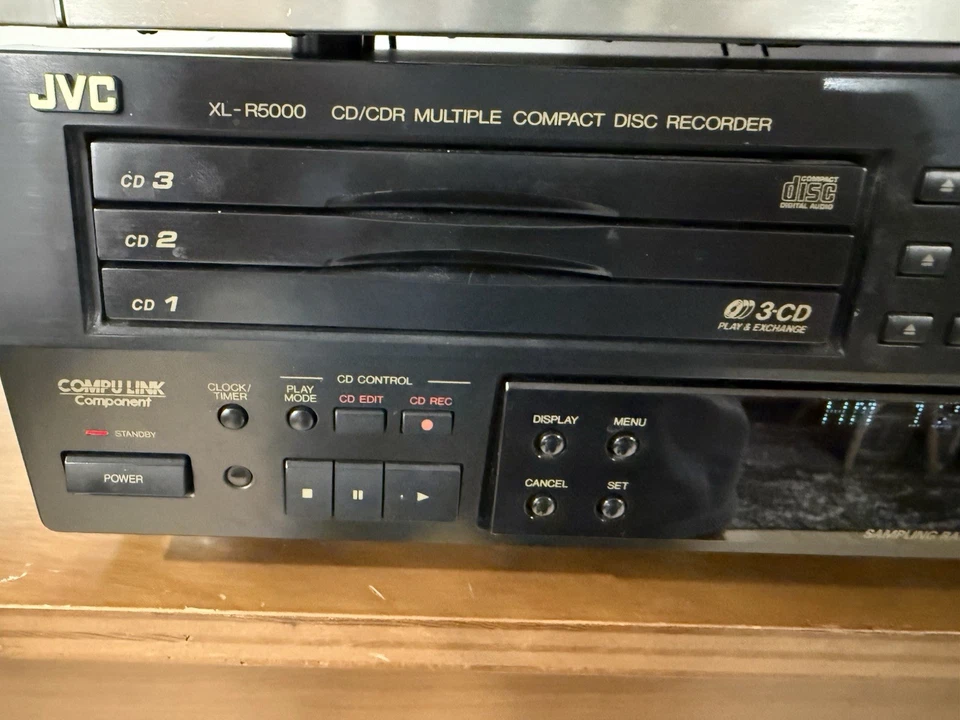 JVC
XL-R5000 CD/CDR MULTIPLE COMPACT DISC RECORDER
CD 3
COMPACT
disc
DIGITAL AUDIO
CD 2
CD 1
3-CD
PLAY & EXCHANGE
COMPU LINK
Component
CLOCK/
TIMER
PLAY
MODE
CD CONTROL
CD EDIT
CD REC
STANDBY
POWER
DISPLAY
MENU
CANCEL
SET
SAMPLING